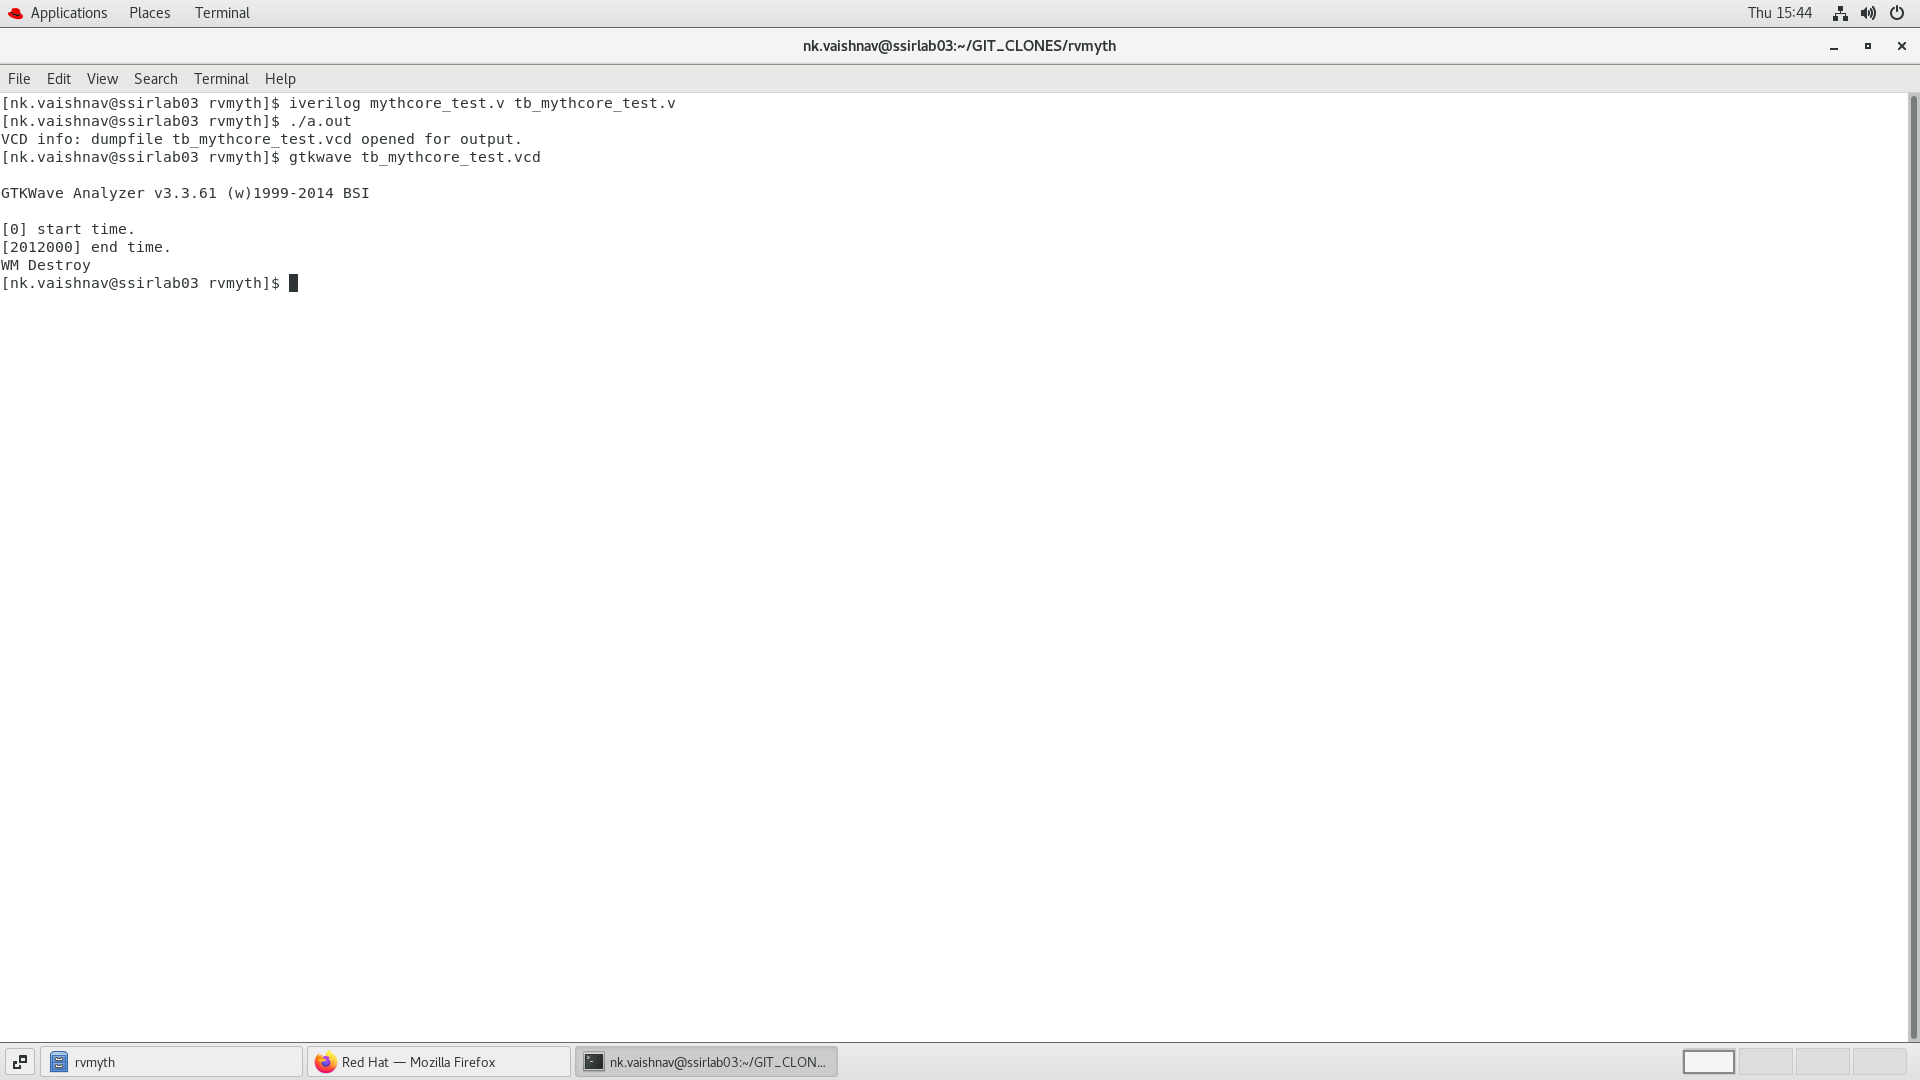 Applications Places Terminal Thu 15:44
nk.vaishnav@ssirlab03:~/GIT_CLONES/rvmyth
File Edit View Search Terminal Help
[nk.vaishnav@ssirlab03 rvmyth]$ iverilog mythcore_test.v tb_mythcore_test.v
[nk.vaishnav@ssirlab03 rvmyth]$ ./a.out
VCD info: dumpfile tb_mythcore_test.vcd opened for output.
[nk.vaishnav@ssirlab03 rvmyth]$ gtkwave tb_mythcore_test.vcd
GTKWave Analyzer v3.3.61 (w)1999-2014 BSI
[0] start time.
[2012000] end time.
WM Destroy
[nk.vaishnav@ssirlab03 rvmyth]$
rvmyth Red Hat — Mozilla Firefox nk.vaishnav@ssirlab03:~/GIT_CLON...